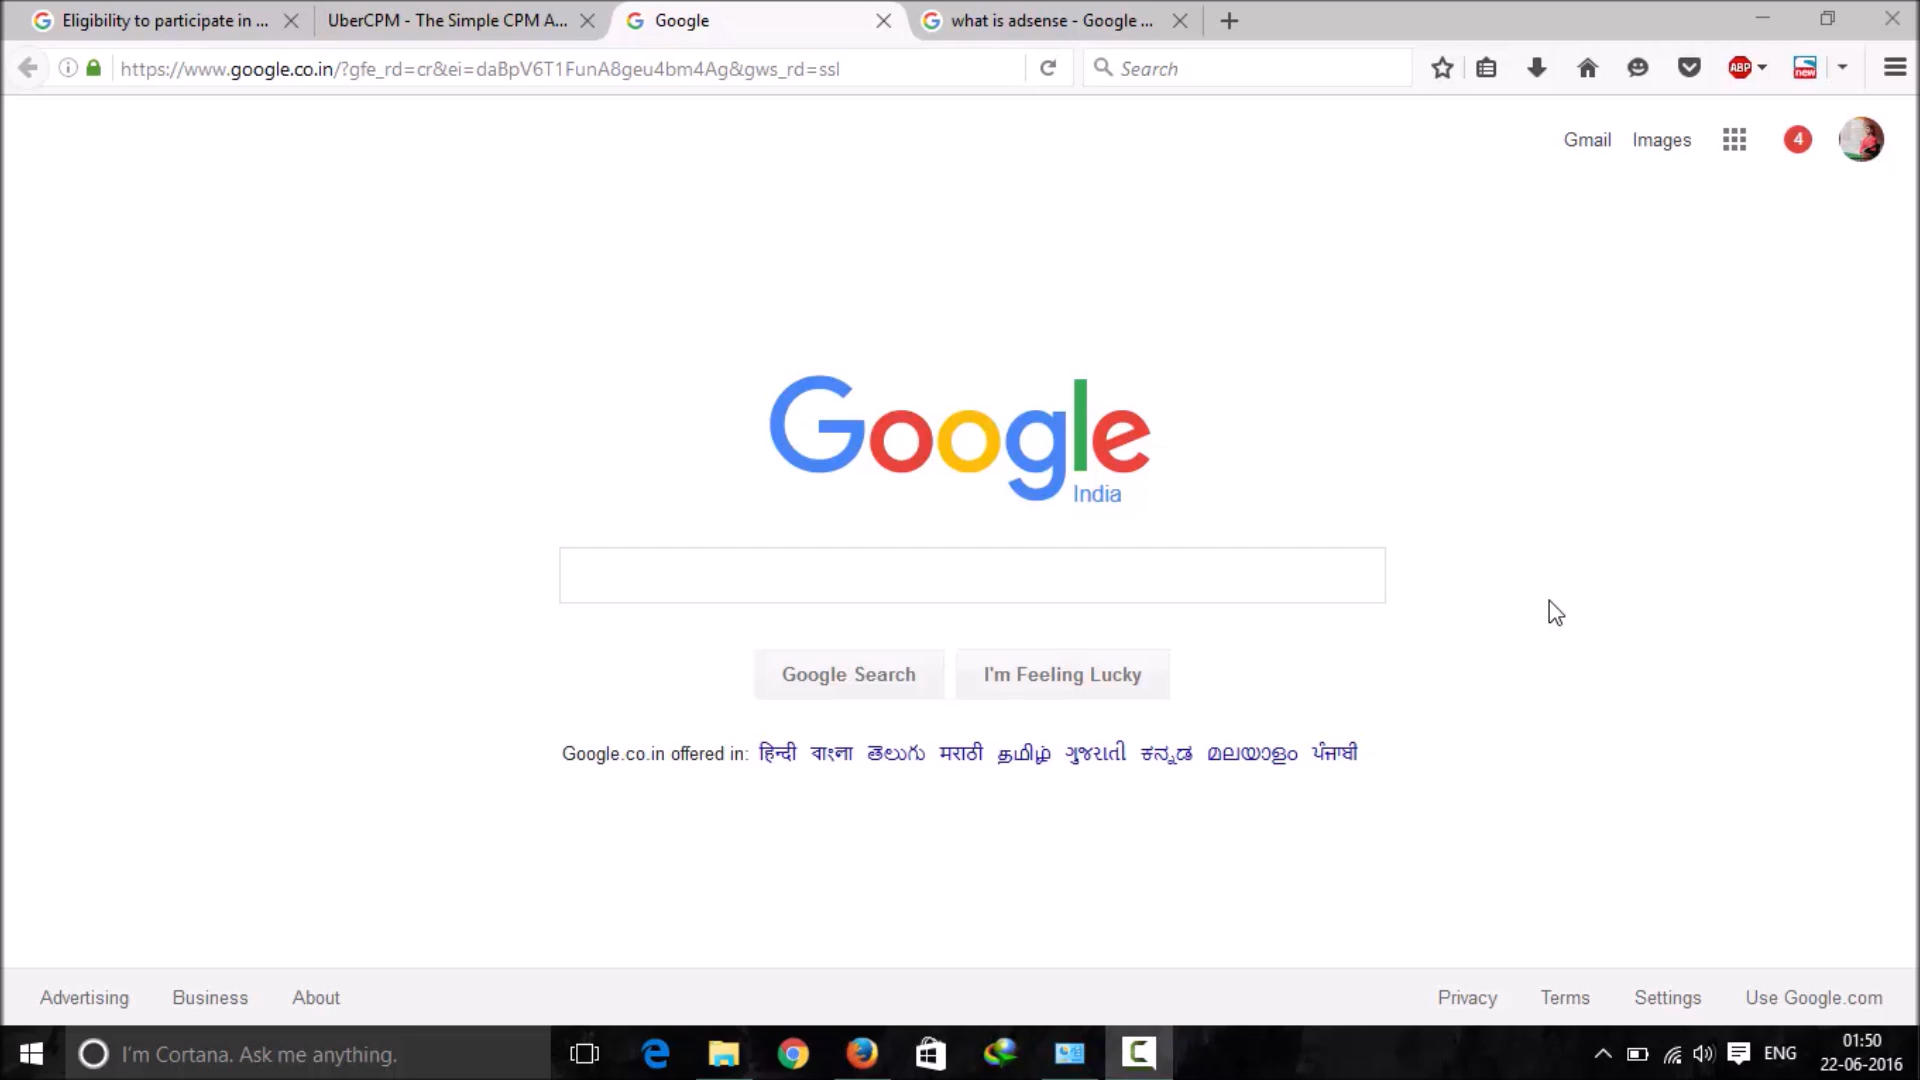 Eligibility to participate in ...
UberCPM - The Simple CPM A...
Google
what is adsense - Google ...
https://www.google.co.in/?gfe_rd=cr&ei=daBpV6T1FunA8geu4bm4Ag&gws_rd=ssl
Search
ABP
new
Gmail Images 4
Google
India
Google Search I'm Feeling Lucky
Google.co.in offered in: हिन्दी বাংলা తెలుగు मराठी தமிழ் ગુજરાતી ಕನ್ನಡ മലയാളം ਪੰਜਾਬੀ
Advertising Business About Privacy Terms Settings Use Google.com
I'm Cortana. Ask me anything.
ENG
01:50
22-06-2016